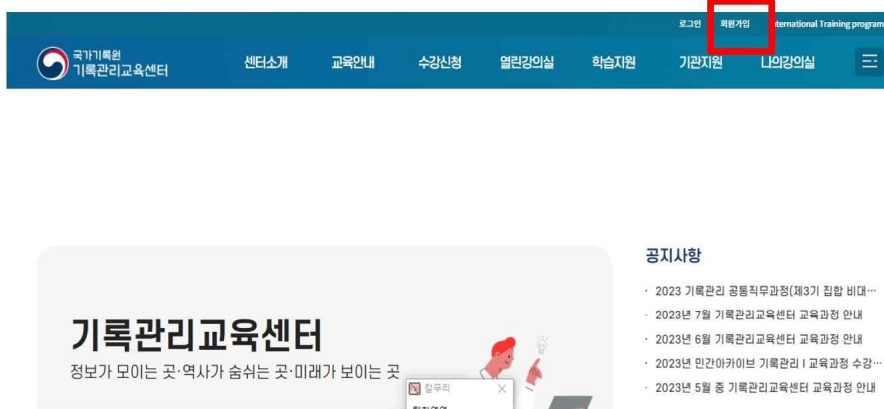 로그인 회원가입 International Training program
국가기록원
기록관리교육센터
센터소개 교육안내 수강신청 열린강의실 학습지원 기관지원 나의강의실
공지사항
· 2023 기록관리 공통직무과정(제3기 집합 비대…
· 2023년 7월 기록관리교육센터 교육과정 안내
· 2023년 6월 기록관리교육센터 교육과정 안내
· 2023년 민간아카이브 기록관리 I 교육과정 수강…
· 2023년 5월 중 기록관리교육센터 교육과정 안내
기록관리교육센터
정보가 모이는 곳·역사가 숨쉬는 곳·미래가 보이는 곳
칼무리